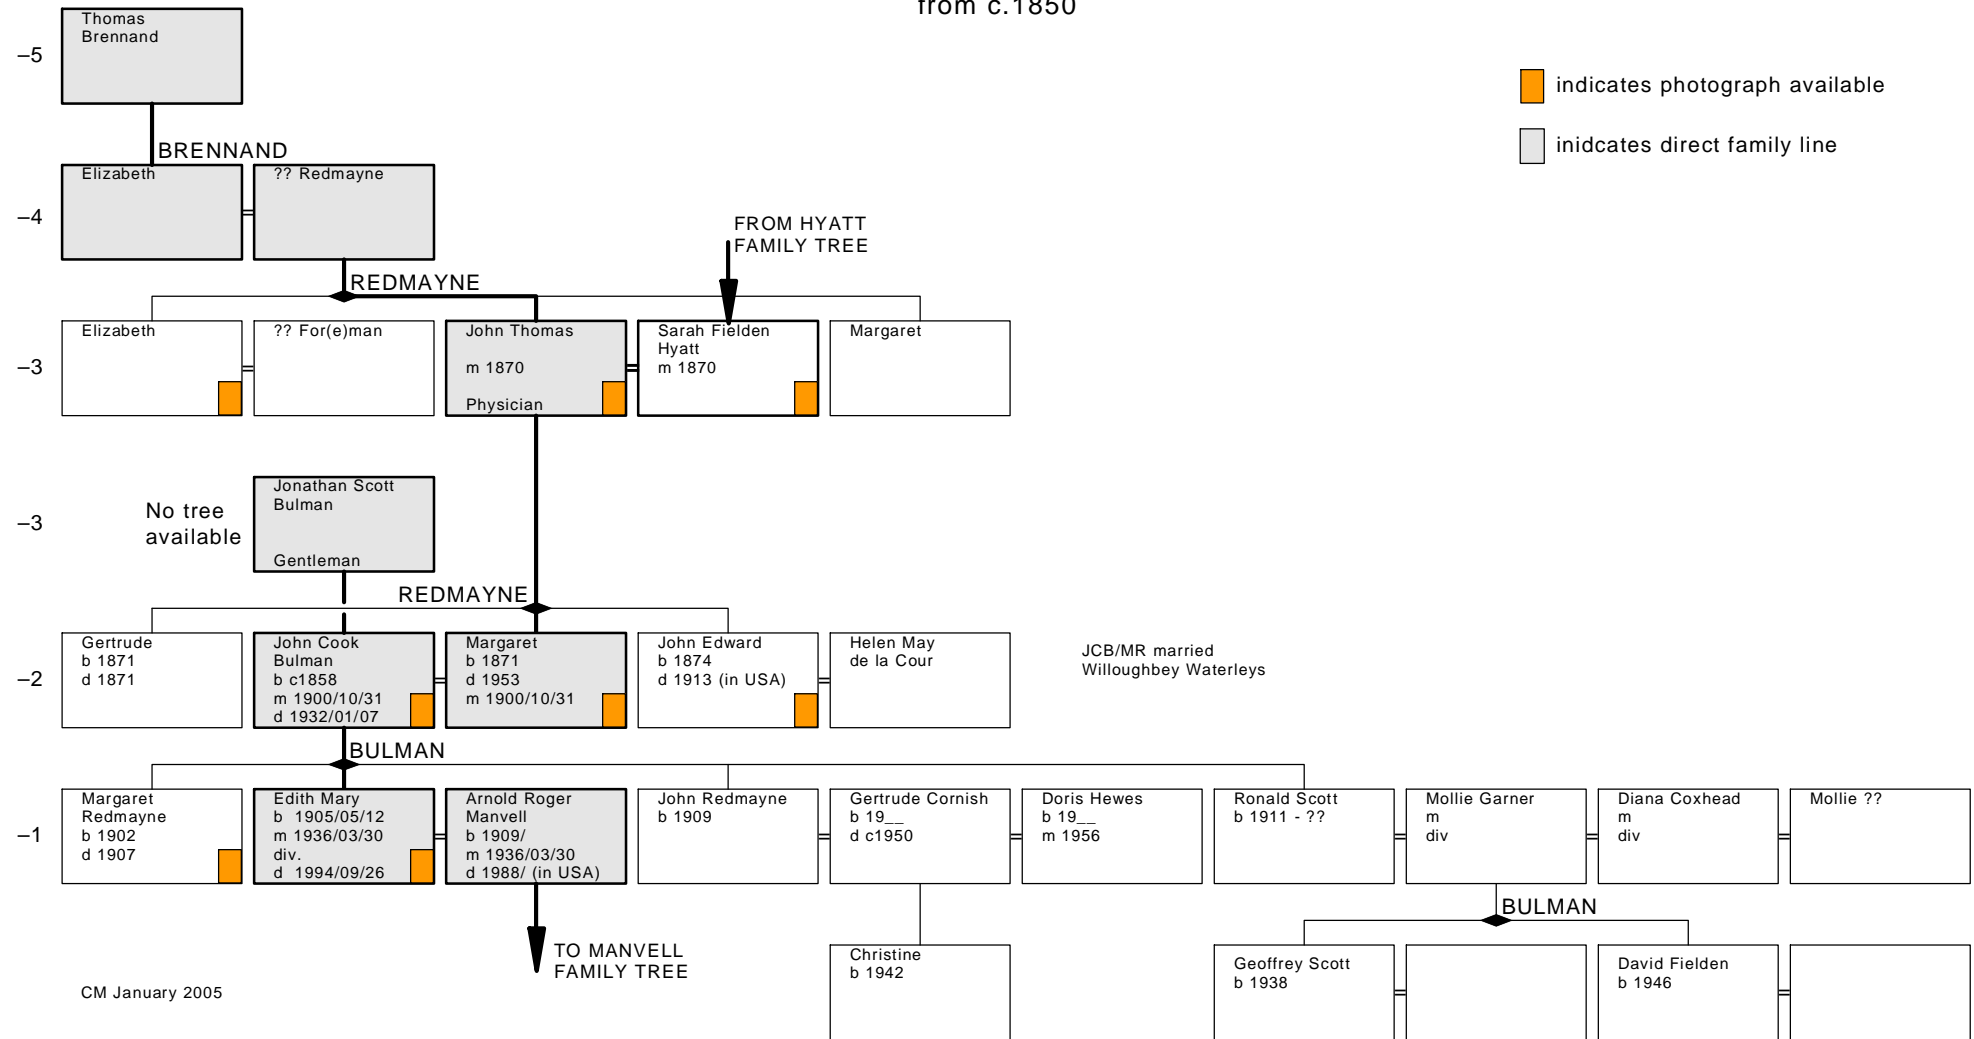 from c.1850
–5
Thomas
Brennand
indicates photograph available
inidcates direct family line
BRENNAND
–4
Elizabeth
?? Redmayne
FROM HYATT
FAMILY TREE
REDMAYNE
–3
Elizabeth
?? For(e)man
John Thomas
m 1870
Physician
Sarah Fielden
Hyatt
m 1870
Margaret
–3
No tree
available
Jonathan Scott
Bulman
Gentleman
REDMAYNE
–2
Gertrude
b 1871
d 1871
John Cook
Bulman
b c1858
m 1900/10/31
d 1932/01/07
Margaret
b 1871
d 1953
m 1900/10/31
John Edward
b 1874
d 1913 (in USA)
Helen May
de la Cour
JCB/MR married
Willoughbey Waterleys
BULMAN
–1
Margaret
Redmayne
b 1902
d 1907
Edith Mary
b 1905/05/12
m 1936/03/30
div.
d 1994/09/26
Arnold Roger
Manvell
b 1909/
m 1936/03/30
d 1988/ (in USA)
John Redmayne
b 1909
Gertrude Cornish
b 19__
d c1950
Doris Hewes
b 19__
m 1956
Ronald Scott
b 1911 - ??
Mollie Garner
m
div
Diana Coxhead
m
div
Mollie ??
BULMAN
TO MANVELL
FAMILY TREE
Christine
b 1942
Geoffrey Scott
b 1938
David Fielden
b 1946
CM January 2005